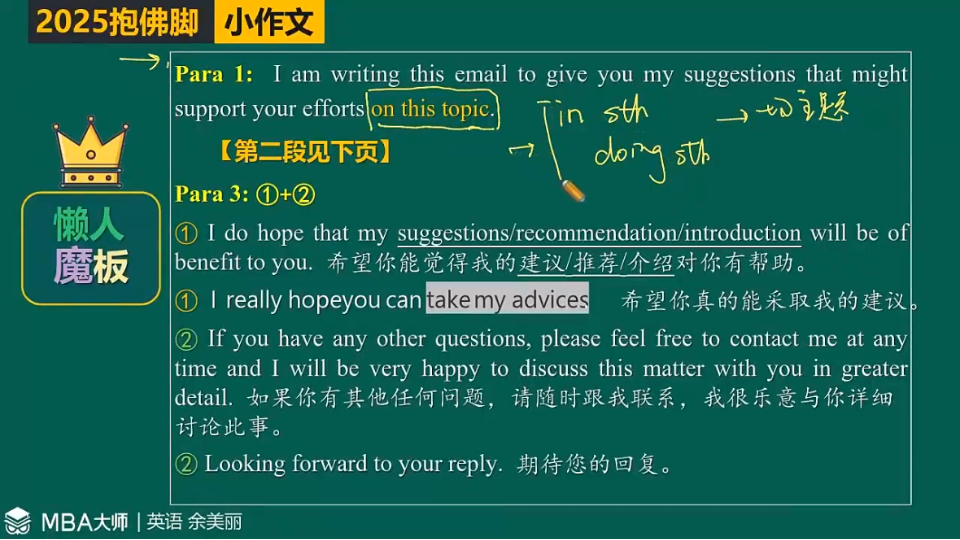 2025抱佛脚 小作文
Para 1: I am writing this email to give you my suggestions that might
support your efforts on this topic.
in sth → 切主题
doing sth
【第二段见下页】
Para 3: ①+②
懒人
魔板
① I do hope that my suggestions/recommendation/introduction will be of
benefit to you. 希望你能觉得我的建议/推荐/介绍对你有帮助。
① I really hopeyou can take my advices 希望你真的能采取我的建议。
② If you have any other questions, please feel free to contact me at any
time and I will be very happy to discuss this matter with you in greater
detail. 如果你有其他任何问题，请随时跟我联系，我很乐意与你详细
讨论此事。
② Looking forward to your reply. 期待您的回复。
MBA大师 | 英语 余美丽